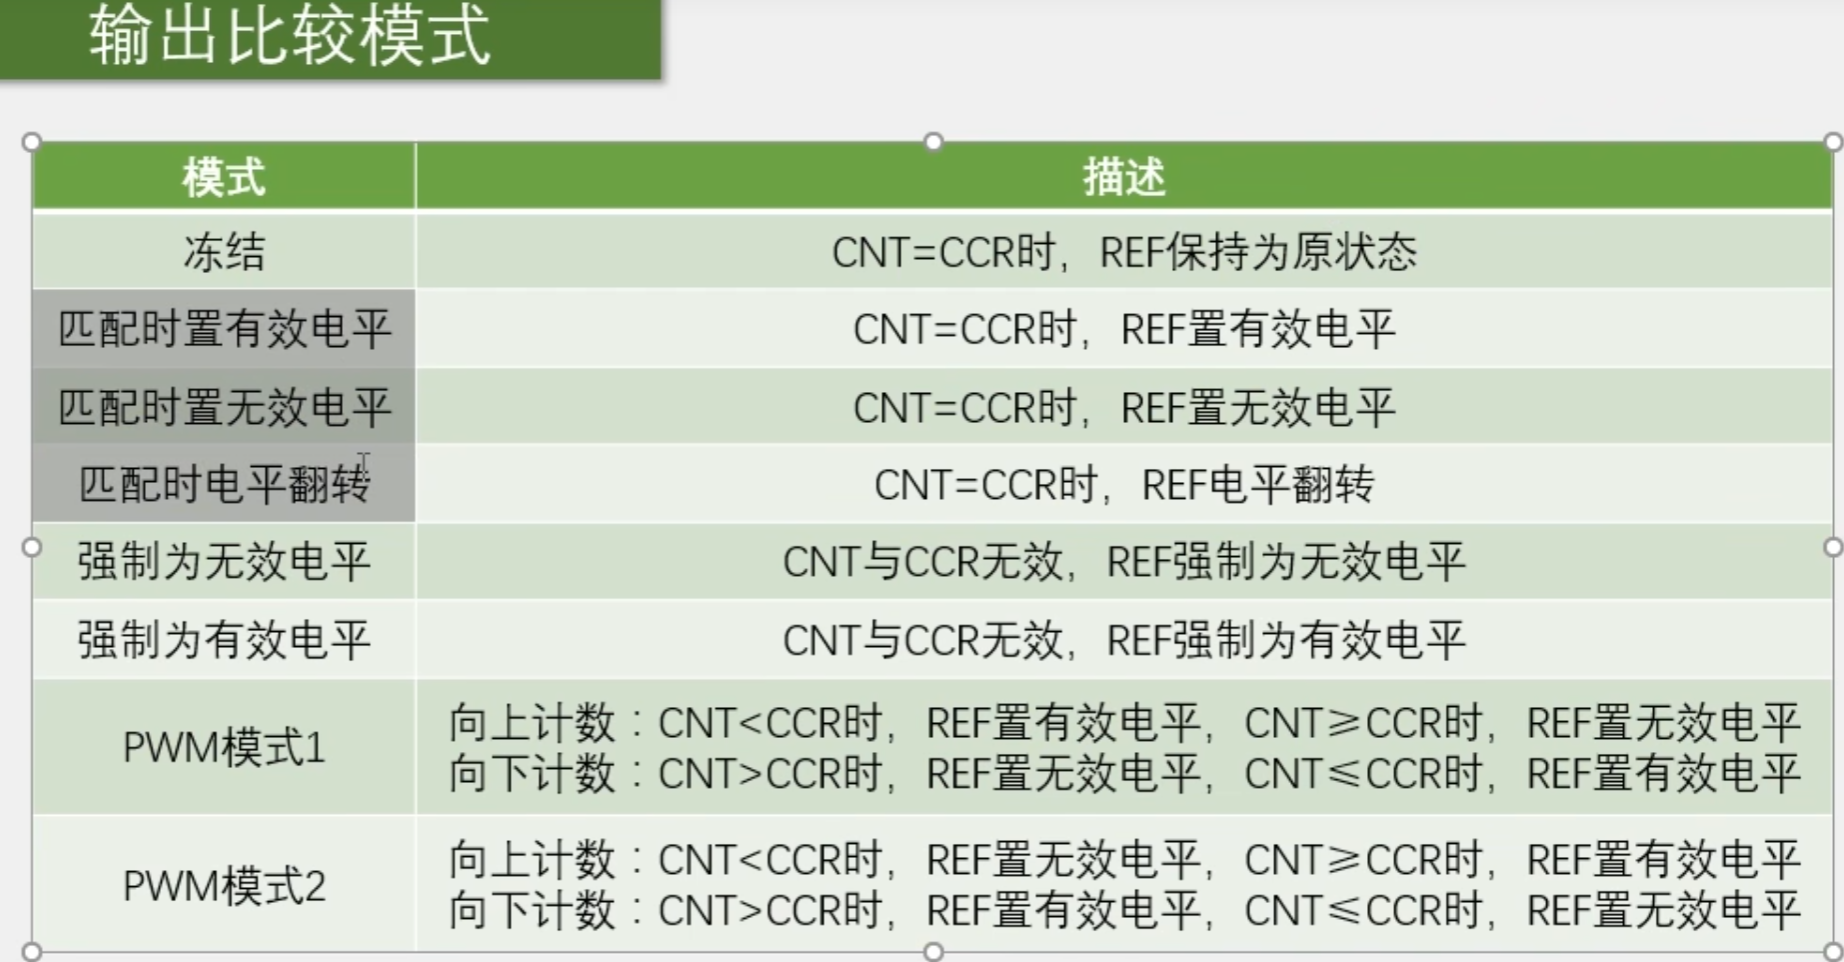 输出比较模式
模式 描述
冻结 CNT=CCR时，REF保持为原状态
匹配时置有效电平 CNT=CCR时，REF置有效电平
匹配时置无效电平 CNT=CCR时，REF置无效电平
匹配时电平翻转 CNT=CCR时，REF电平翻转
强制为无效电平 CNT与CCR无效，REF强制为无效电平
强制为有效电平 CNT与CCR无效，REF强制为有效电平
PWM模式1
向上计数：CNT<CCR时，REF置有效电平，CNT≥CCR时，REF置无效电平
向下计数：CNT>CCR时，REF置无效电平，CNT≤CCR时，REF置有效电平
PWM模式2
向上计数：CNT<CCR时，REF置无效电平，CNT≥CCR时，REF置有效电平
向下计数：CNT>CCR时，REF置有效电平，CNT≤CCR时，REF置无效电平